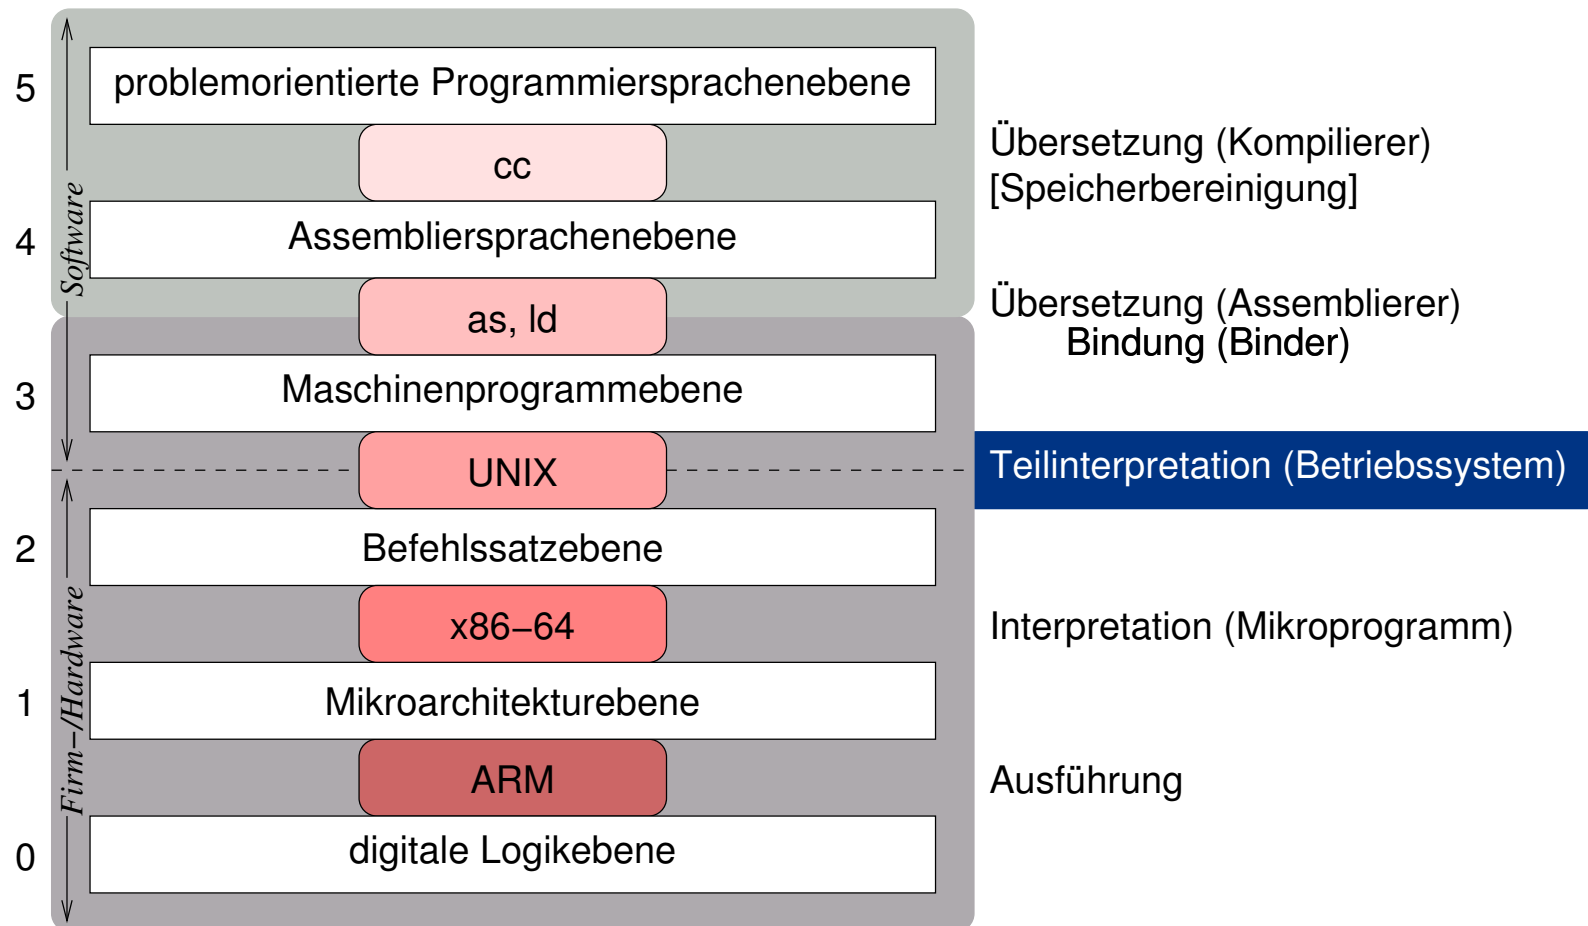 5
problemorientierte Programmiersprachenebene
cc
Übersetzung (Kompilierer)
[Speicherbereinigung]
4
Assembliersprachenebene
Software
as, ld
Übersetzung (Assemblierer)
Bindung (Binder)
3
Maschinenprogrammebene
UNIX
Teilinterpretation (Betriebssystem)
2
Befehlssatzebene
x86−64
Interpretation (Mikroprogramm)
1
Mikroarchitekturebene
Firm−/Hardware
ARM
Ausführung
0
digitale Logikebene